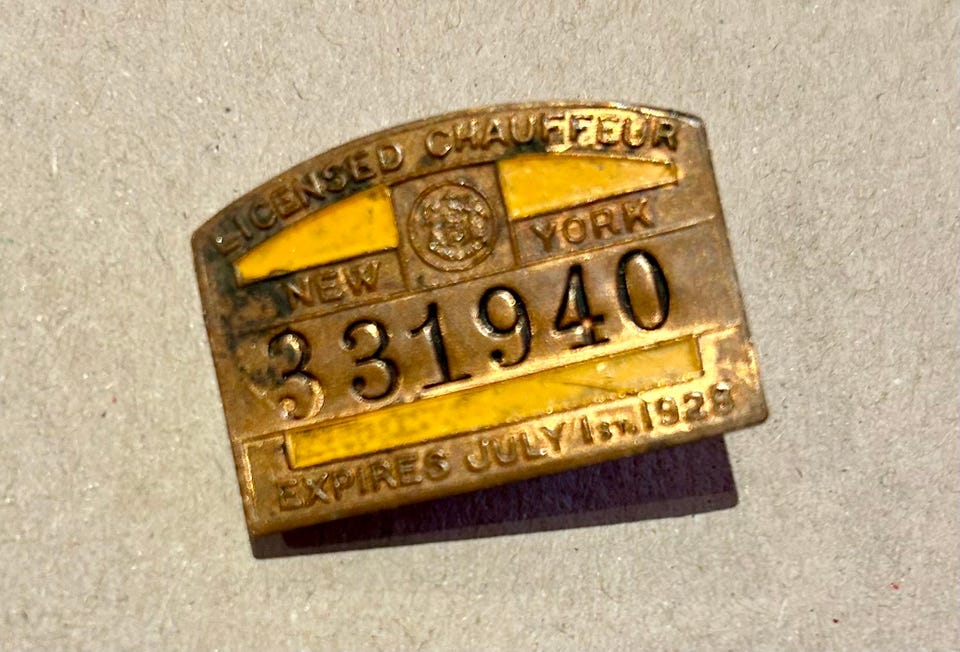 LICENSED CHAUFFEUR
NEW YORK
331940
EXPIRES JULY 1ST. 1928